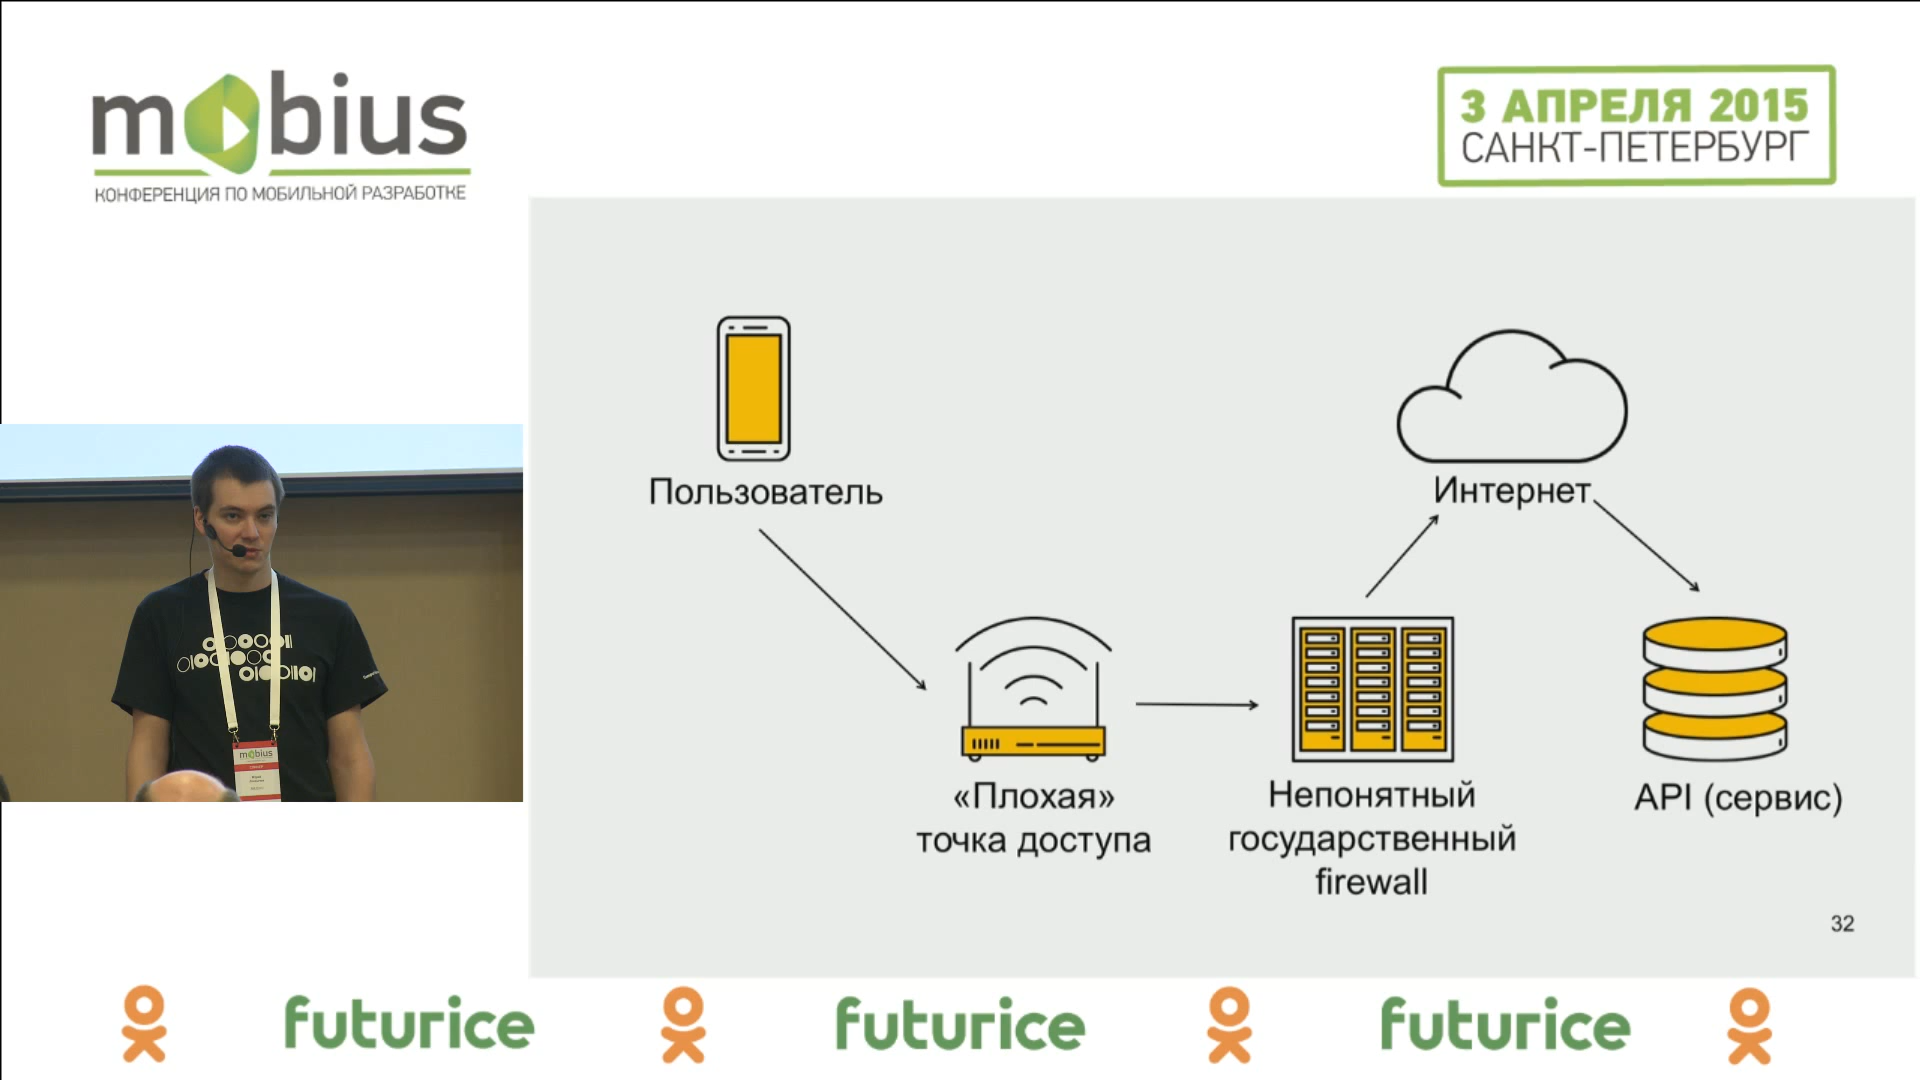 mobius
КОНФЕРЕНЦИЯ ПО МОБИЛЬНОЙ РАЗРАБОТКЕ
3 АПРЕЛЯ 2015
САНКТ-ПЕТЕРБУРГ
Пользователь
Интернет
«Плохая»
точка доступа
Непонятный
государственный
firewall
API (сервис)
32
mobius
futurice
futurice
futurice